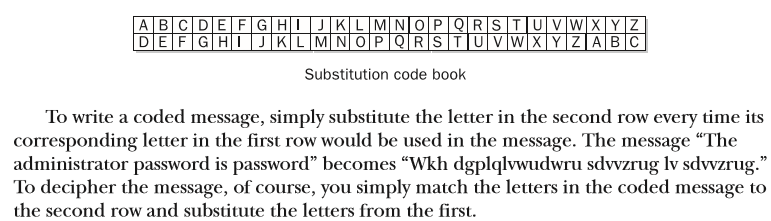 A B C D E F G H I J K L M N O P Q R S T U V W X Y Z
D E F G H I J K L M N O P Q R S T U V W X Y Z A B C
Substitution code book
To write a coded message, simply substitute the letter in the second row every time its
corresponding letter in the first row would be used in the message. The message “The
administrator password is password” becomes “Wkh dgplqlvwudwru sdvvzrug lv sdvvzrug.”
To decipher the message, of course, you simply match the letters in the coded message to
the second row and substitute the letters from the first.